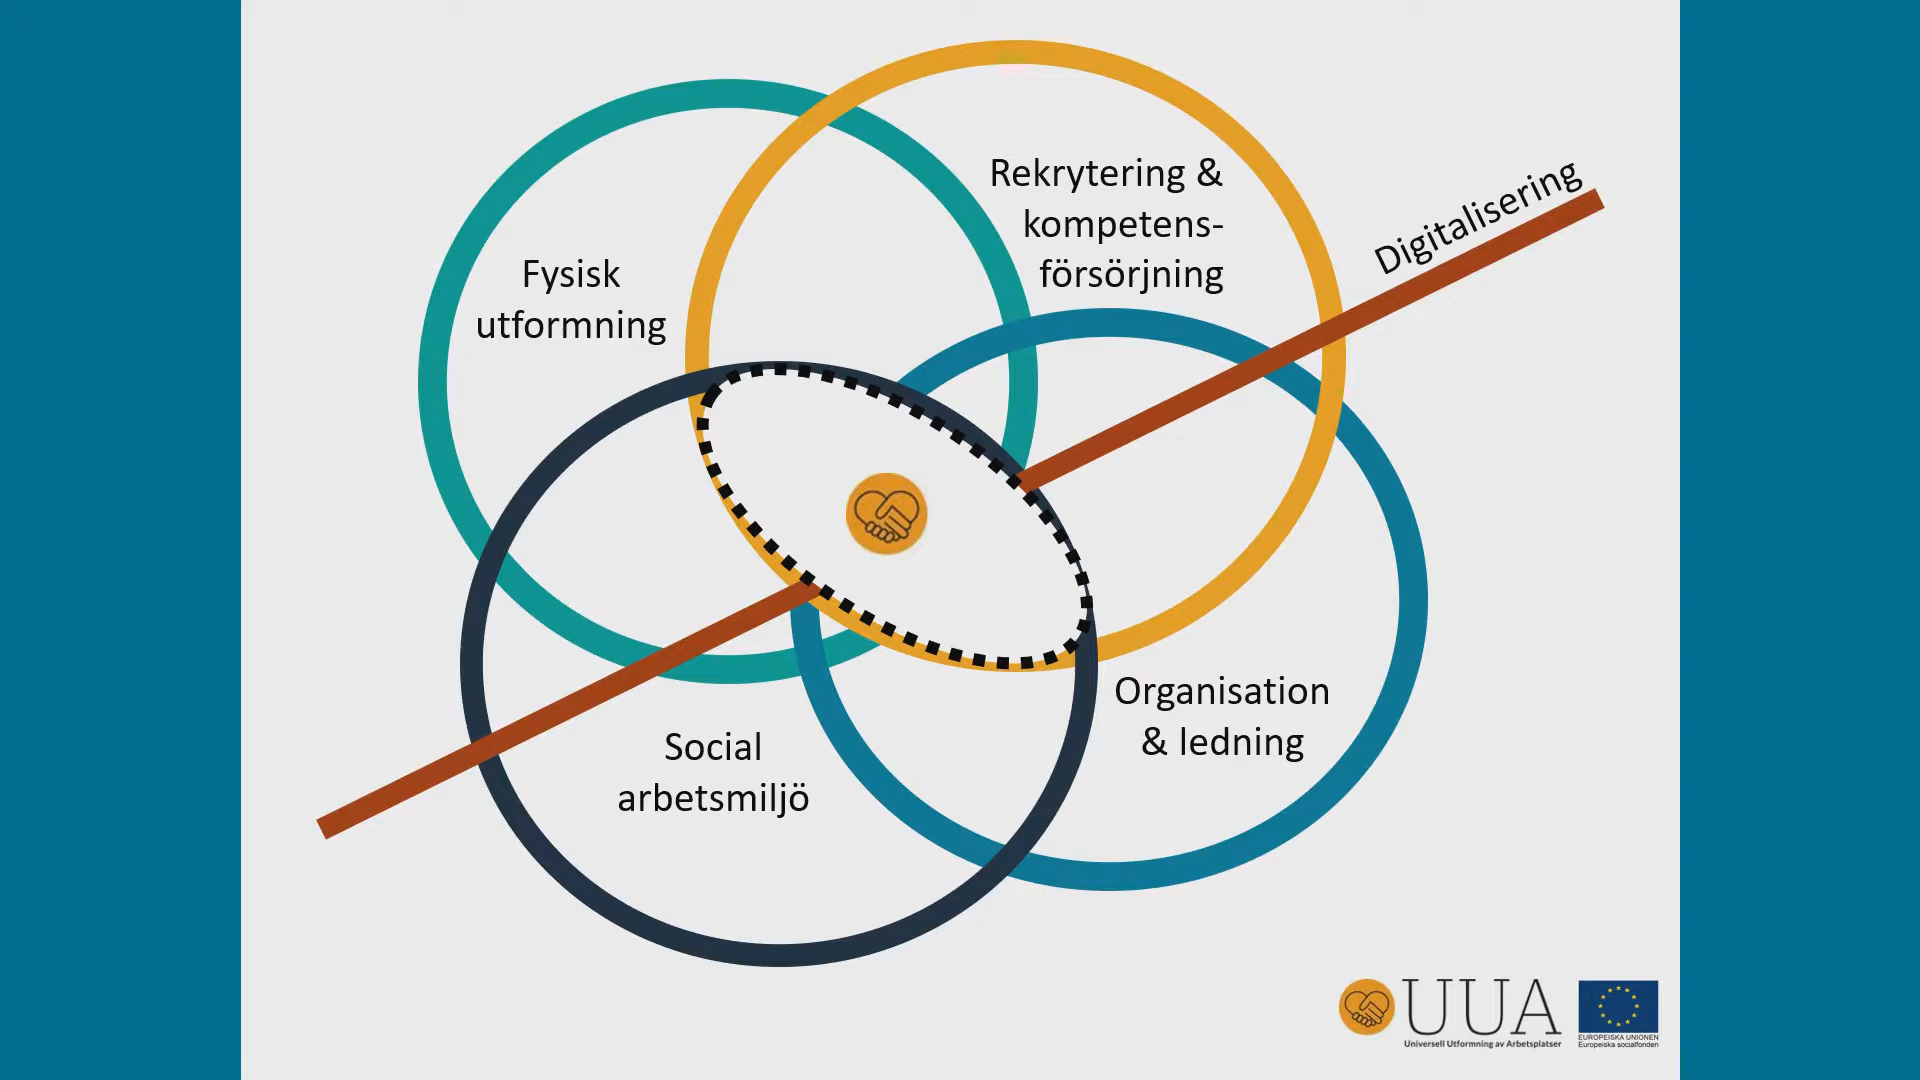 Rekrytering &
kompetens-
försörjning
Digitalisering
Fysisk
utformning
Organisation
& ledning
Social
arbetsmiljö
UUA
Universell Utformning av Arbetsplatser
EUROPEISKA UNIONEN
Europeiska socialfonden